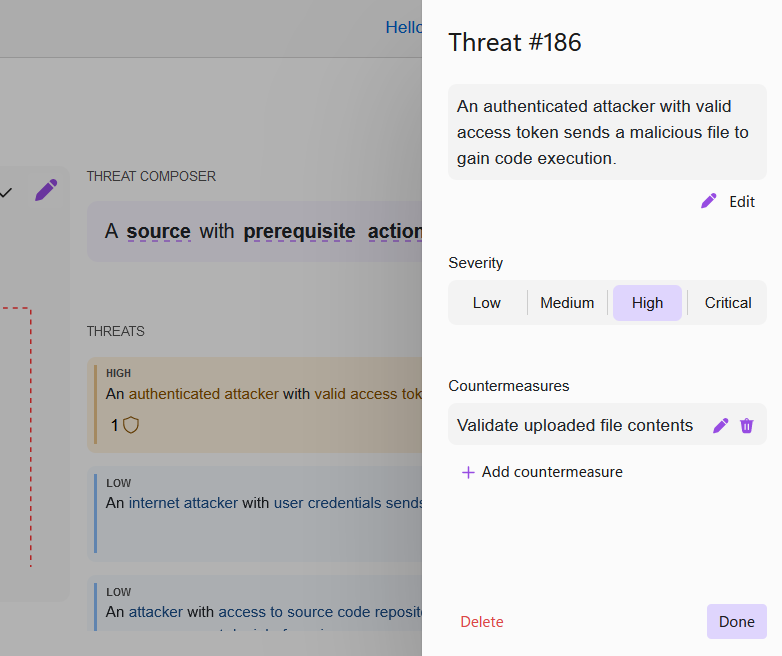 Hello
THREAT COMPOSER
A source with prerequisite action
THREATS
HIGH
An authenticated attacker with valid access tok
1
LOW
An internet attacker with user credentials sends
LOW
An attacker with access to source code reposit
Threat #186
An authenticated attacker with valid
access token sends a malicious file to
gain code execution.
Edit
Severity
Low Medium High Critical
Countermeasures
Validate uploaded file contents
Add countermeasure
Delete
Done